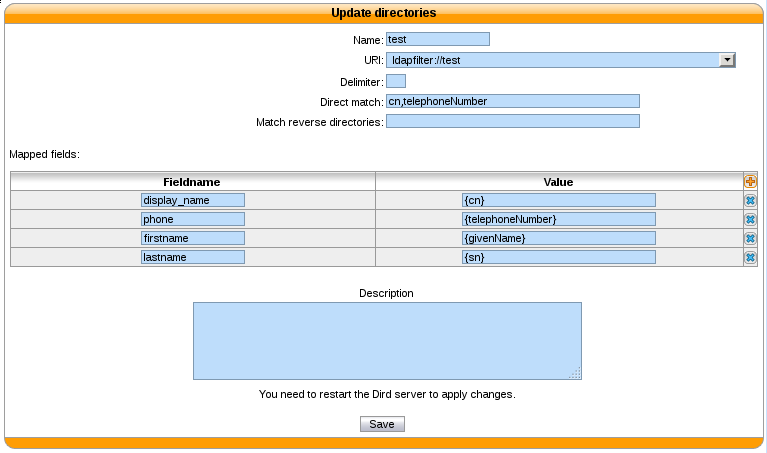 Update directories
Name: test
URI: ldapfilter://test
Delimiter:
Direct match: cn,telephoneNumber
Match reverse directories:
Mapped fields:
Fieldname Value
display_name {cn}
phone {telephoneNumber}
firstname {givenName}
lastname {sn}
Description
You need to restart the Dird server to apply changes.
Save